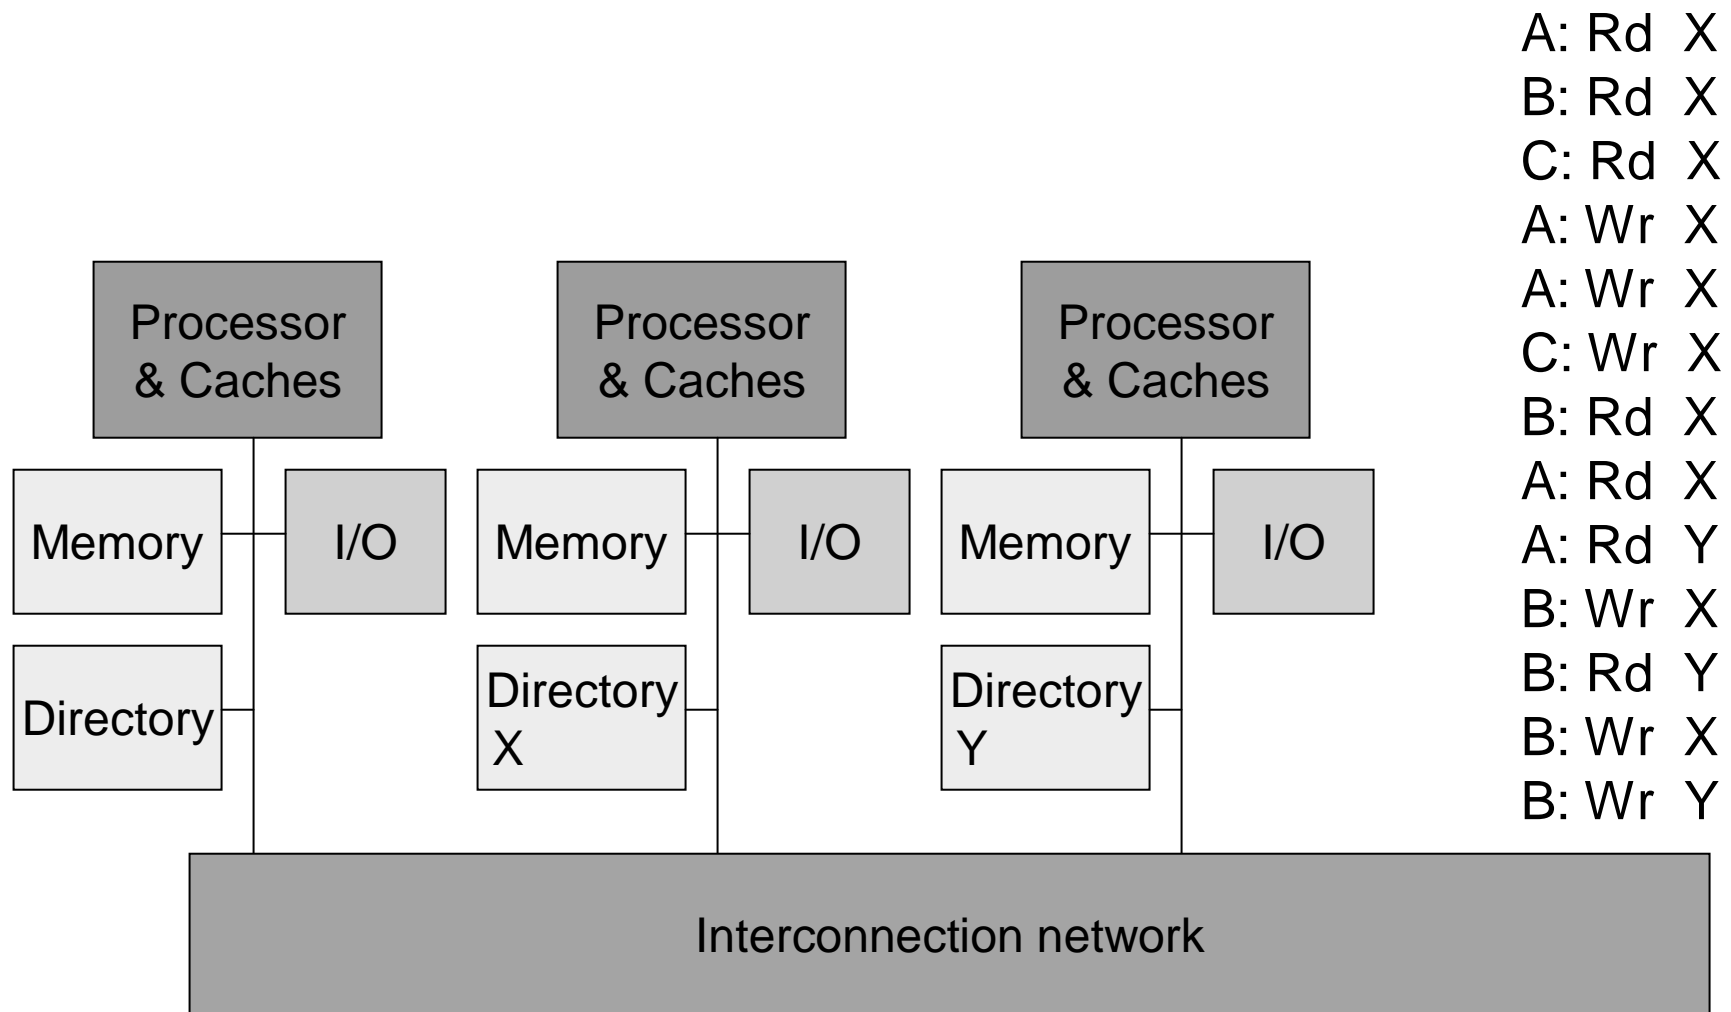 A: Rd X
B: Rd X
C: Rd X
A: Wr X
A: Wr X
C: Wr X
B: Rd X
A: Rd X
A: Rd Y
B: Wr X
B: Rd Y
B: Wr X
B: Wr Y
Processor
& Caches
Processor
& Caches
Processor
& Caches
Memory
I/O
Memory
I/O
Memory
I/O
Directory
Directory
X
Directory
Y
Interconnection network